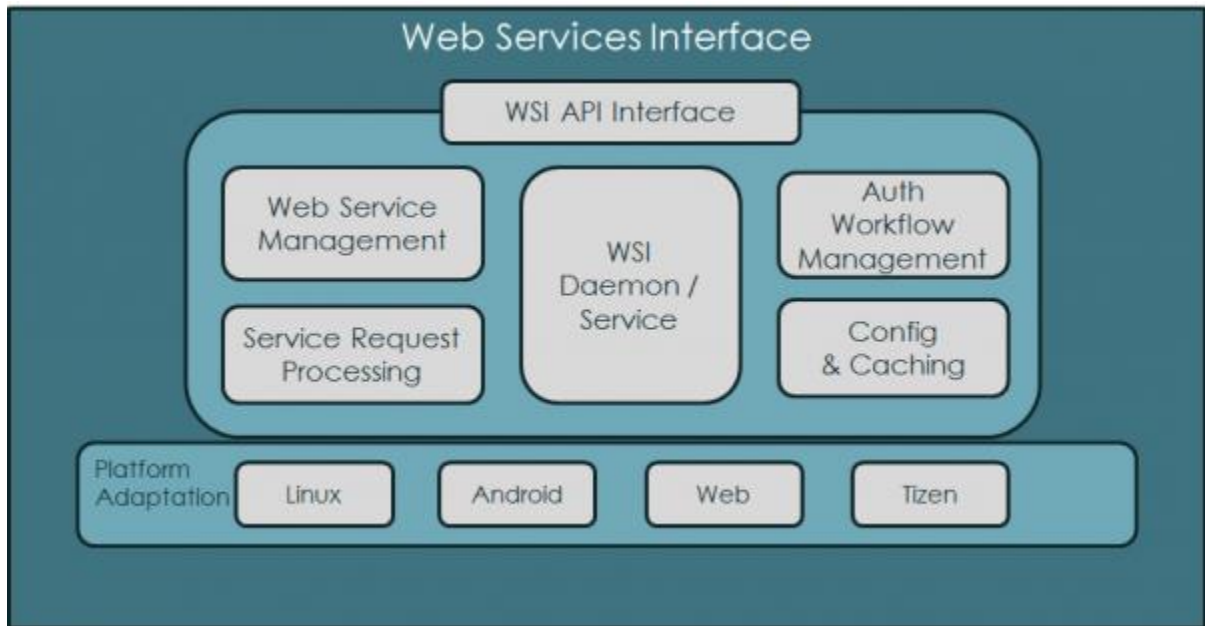 Web Services Interface
WSI API Interface
Web Service
Management
Service Request
Processing
WSI
Daemon /
Service
Auth
Workflow
Management
Config
& Caching
Platform
Adaptation
Linux
Android
Web
Tizen